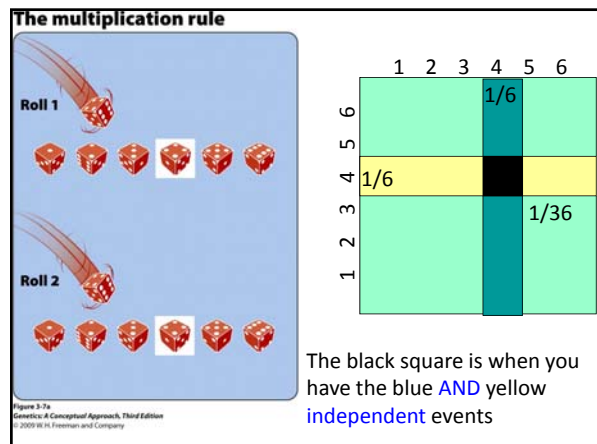 The multiplication rule
Roll 1
Roll 2
Figure 3-7a
Genetics: A Conceptual Approach, Third Edition
© 2009 W. H. Freeman and Company
1 2 3 4 5 6
1/6
6
5
4
1/6
3
1/36
2
1
The black square is when you
have the blue AND yellow
independent events